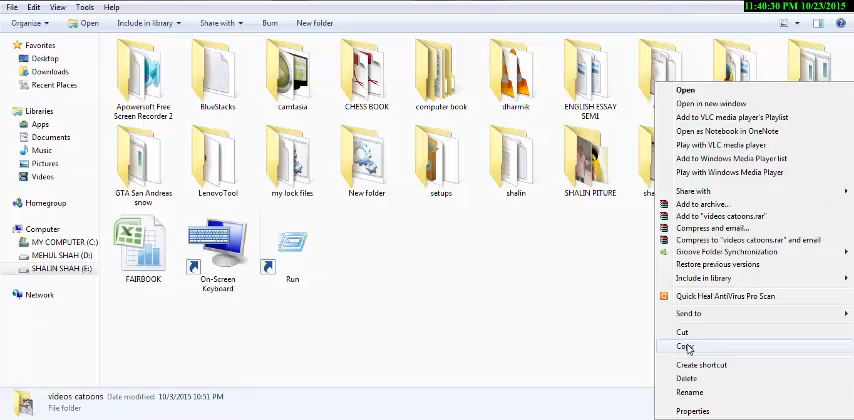 File Edit View Tools Help
11:40:30 PM 10/23/2015
Organize Open Include in library Share with Burn New folder
Favorites
Desktop
Downloads
Recent Places
Libraries
Apps
Documents
Music
Pictures
Videos
Homegroup
Computer
MY COMPUTER (C:)
MEHUL SHAH (D:)
SHALIN SHAH (E:)
Network
Apowersoft Free
Screen Recorder 2
BlueStacks
camtasia
CHESS BOOK
computer book
dharmik
ENGLISH ESSAY
SEM1
GTA San Andreas
snow
LenovoTool
my lock files
New folder
setups
shalin
SHALIN PITURE
FAIRBOOK
On-Screen
Keyboard
Run
Open
Open in new window
Add to VLC media player's Playlist
Open as Notebook in OneNote
Play with VLC media player
Add to Windows Media Player list
Play with Windows Media Player
Share with
Add to archive...
Add to "videos catoons.rar"
Compress and email...
Compress to "videos catoons.rar" and email
Groove Folder Synchronization
Restore previous versions
Include in library
Quick Heal AntiVirus Pro Scan
Send to
Cut
Copy
Create shortcut
Delete
Rename
Properties
videos catoons Date modified: 10/3/2015 10:51 PM
File folder